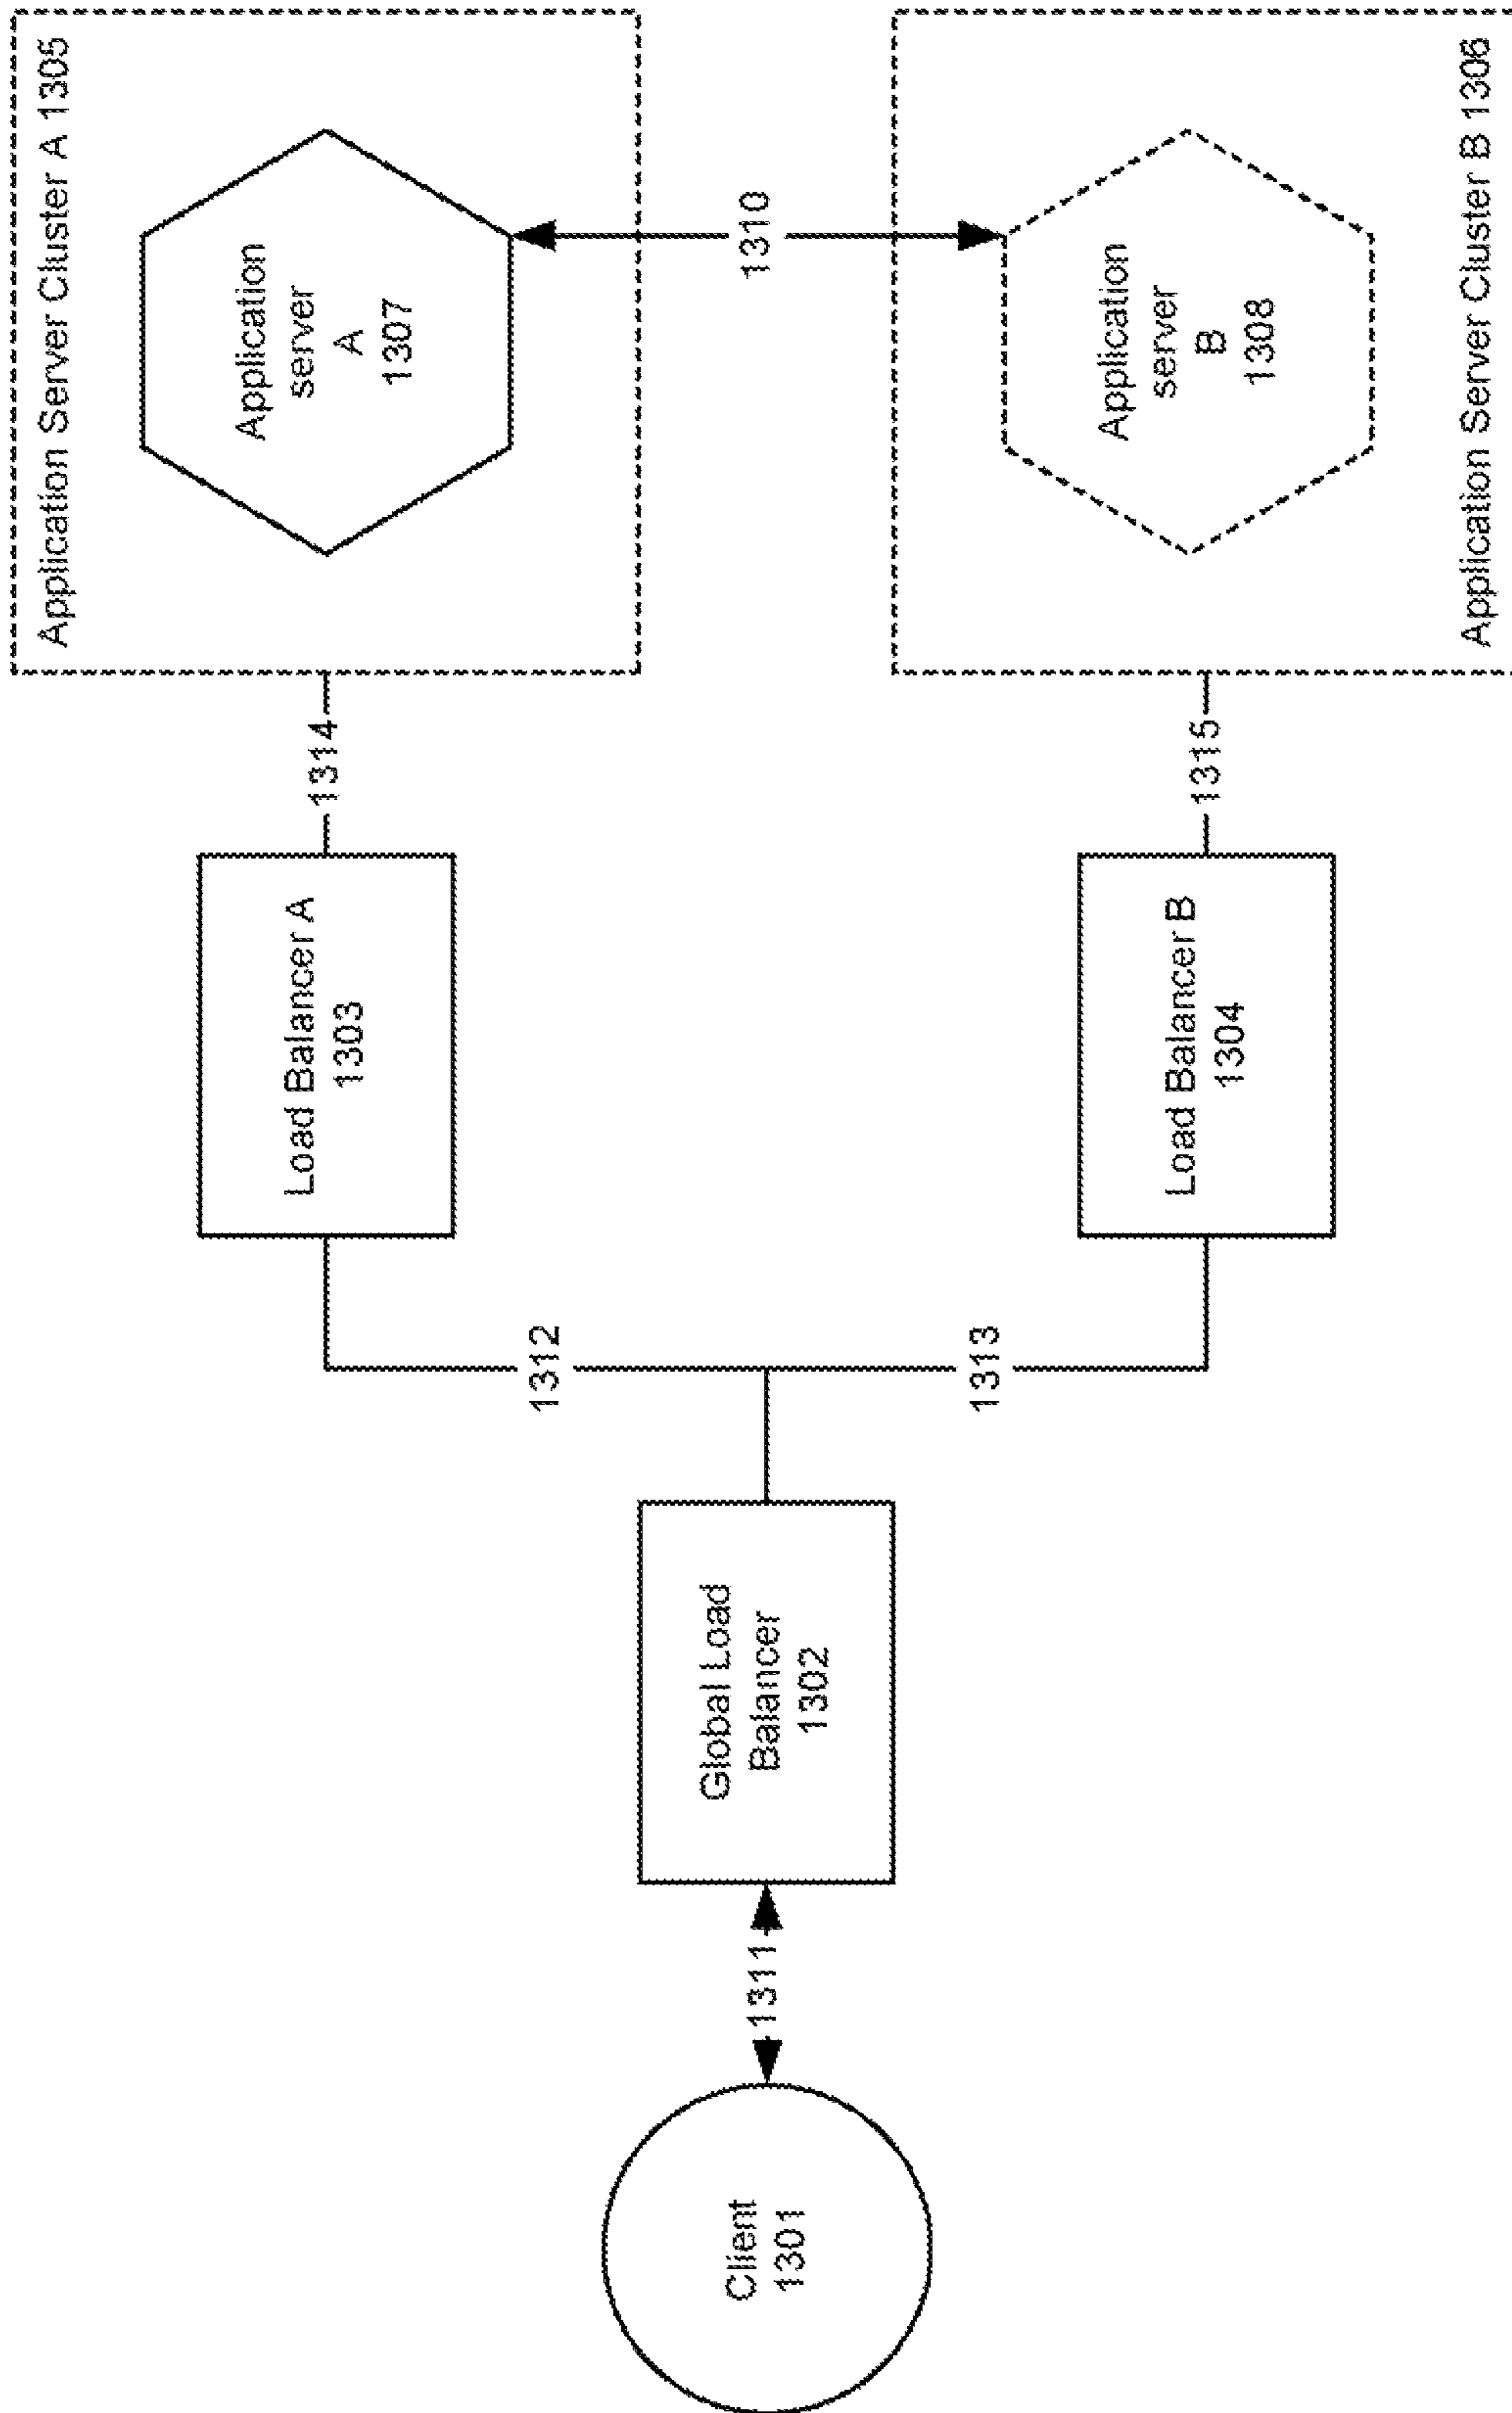 Client
1301
1311
Global Load
Balancer
1302
1312
1313
Load Balancer A
1303
Load Balancer B
1304
1314
1315
Application Server Cluster A 1305
Application
server
A
1307
1310
Application
server
B
1308
Application Server Cluster B 1306